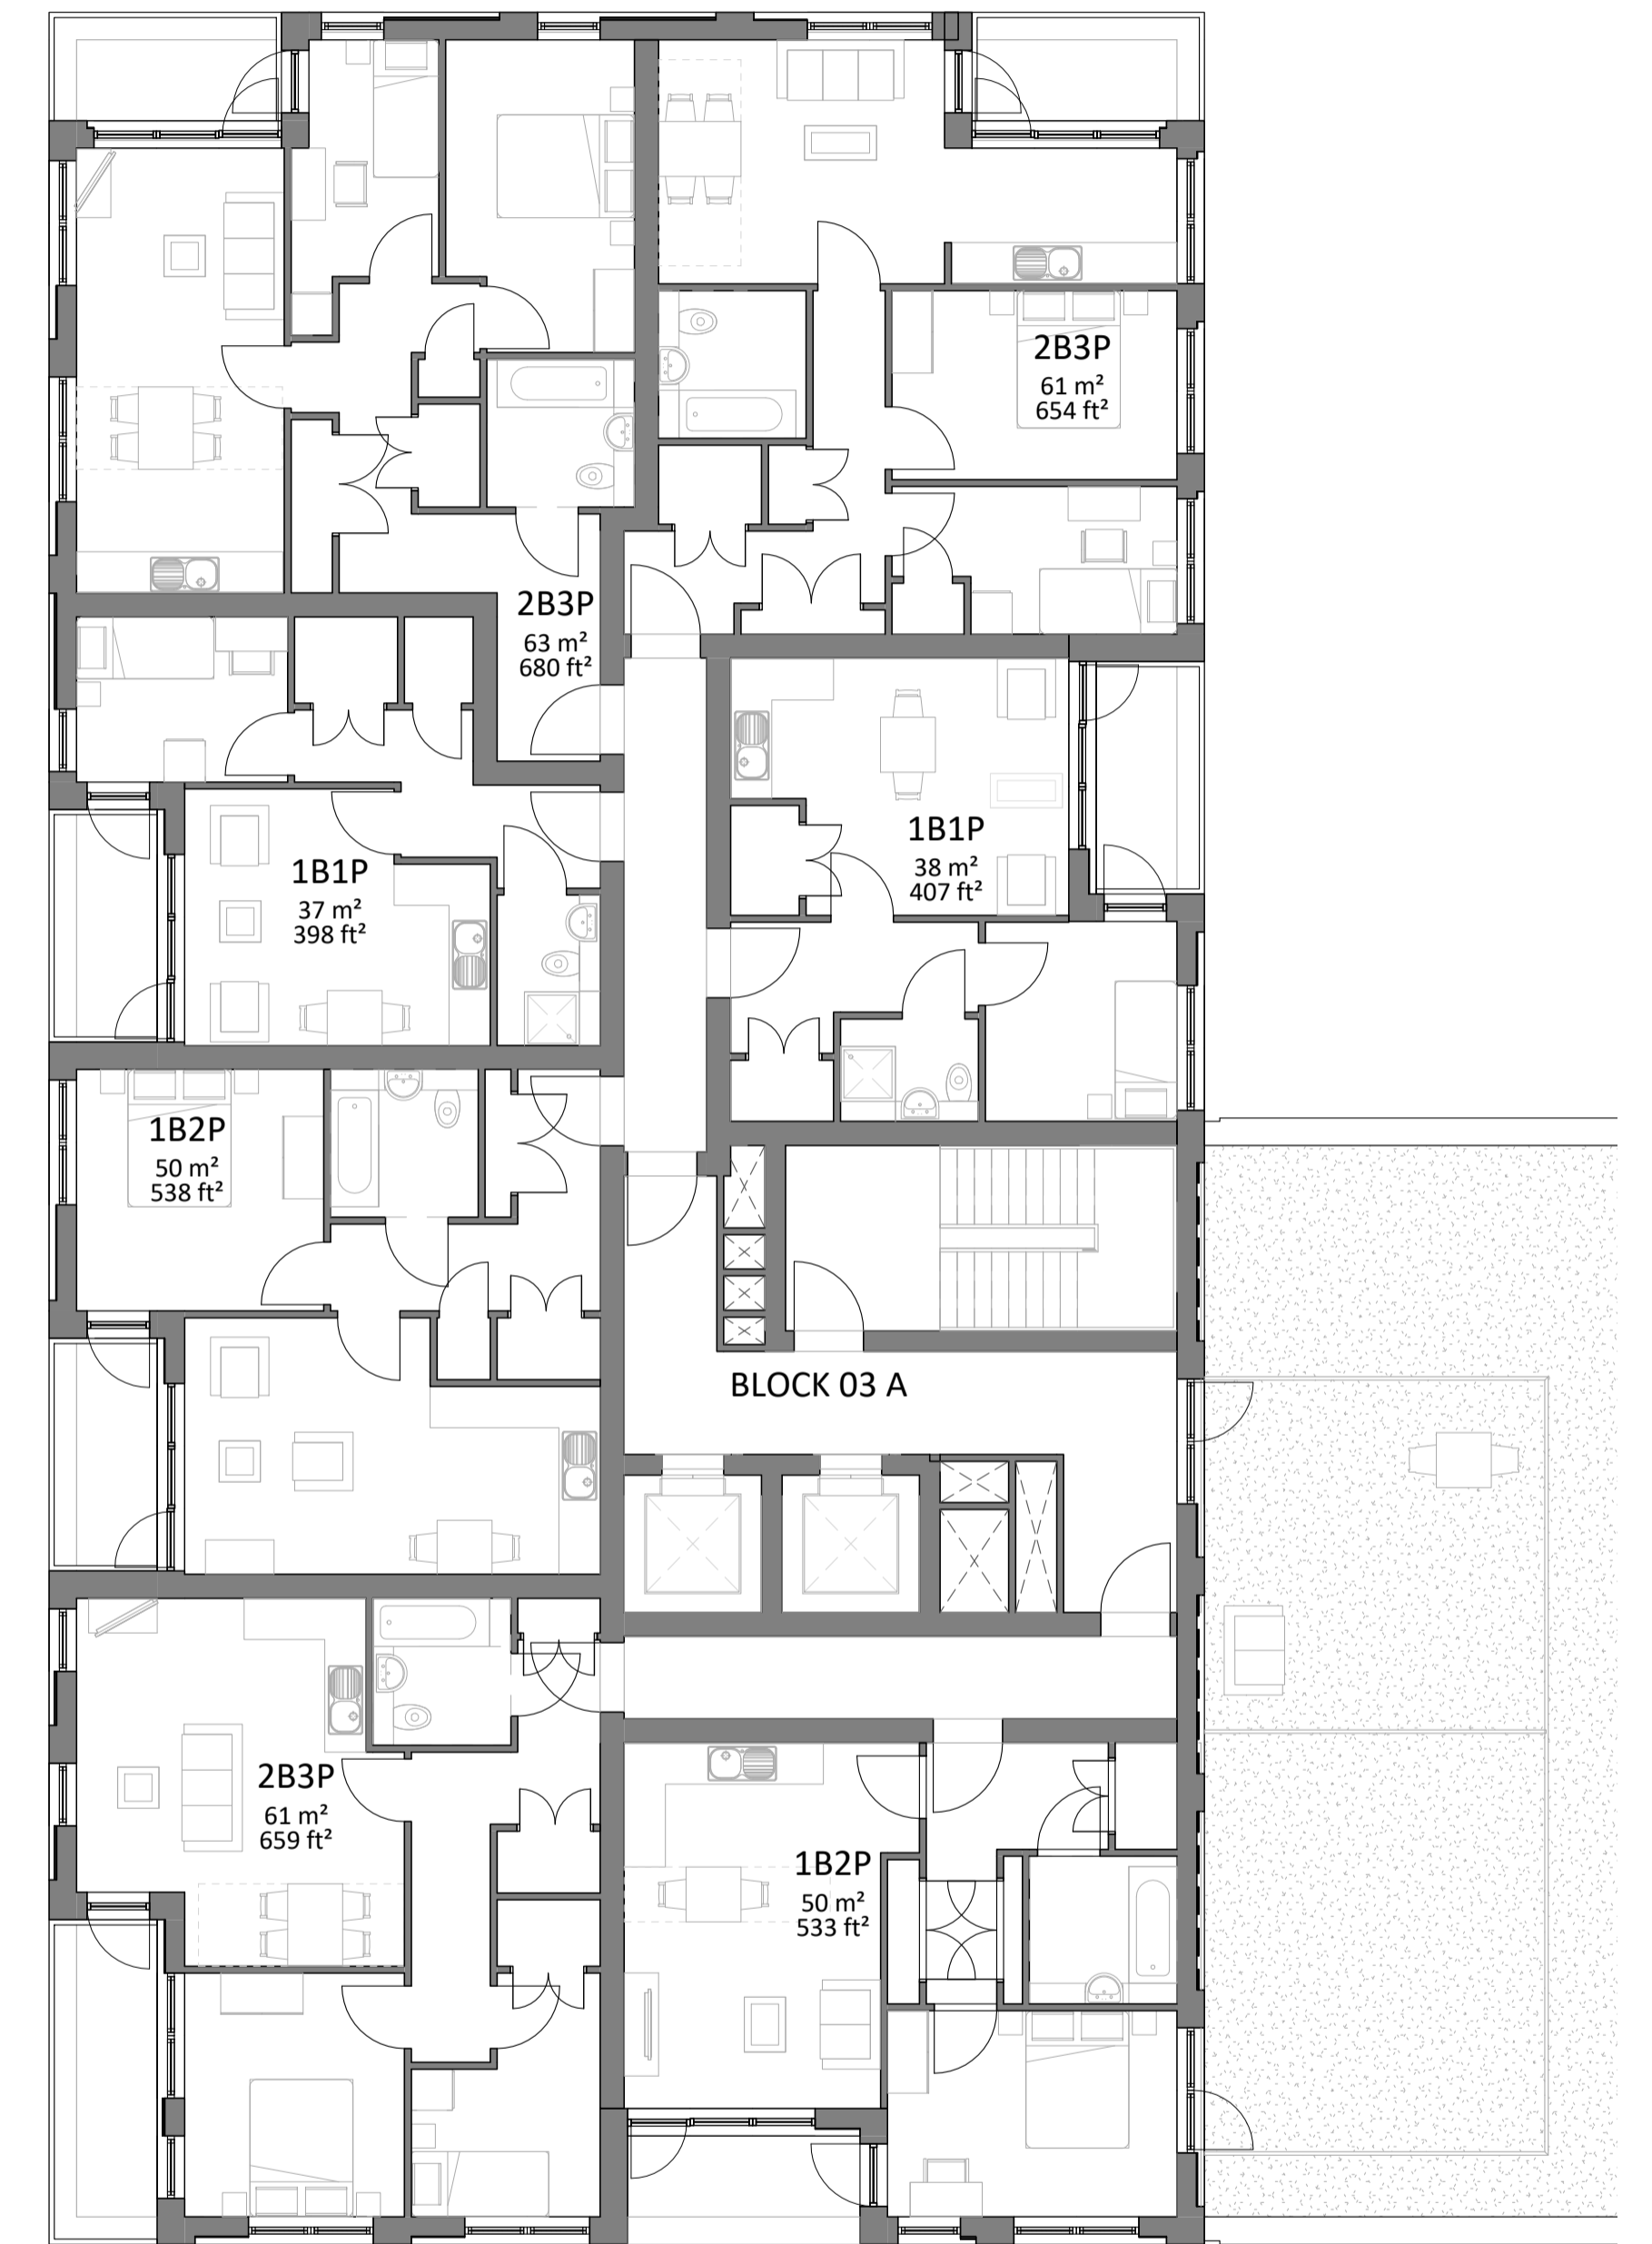 2B3P
61 m²
654 ft²
2B3P
63 m²
680 ft²
1B1P
38 m²
407 ft²
1B1P
37 m²
398 ft²
1B2P
50 m²
538 ft²
BLOCK 03 A
2B3P
61 m²
659 ft²
1B2P
50 m²
533 ft²